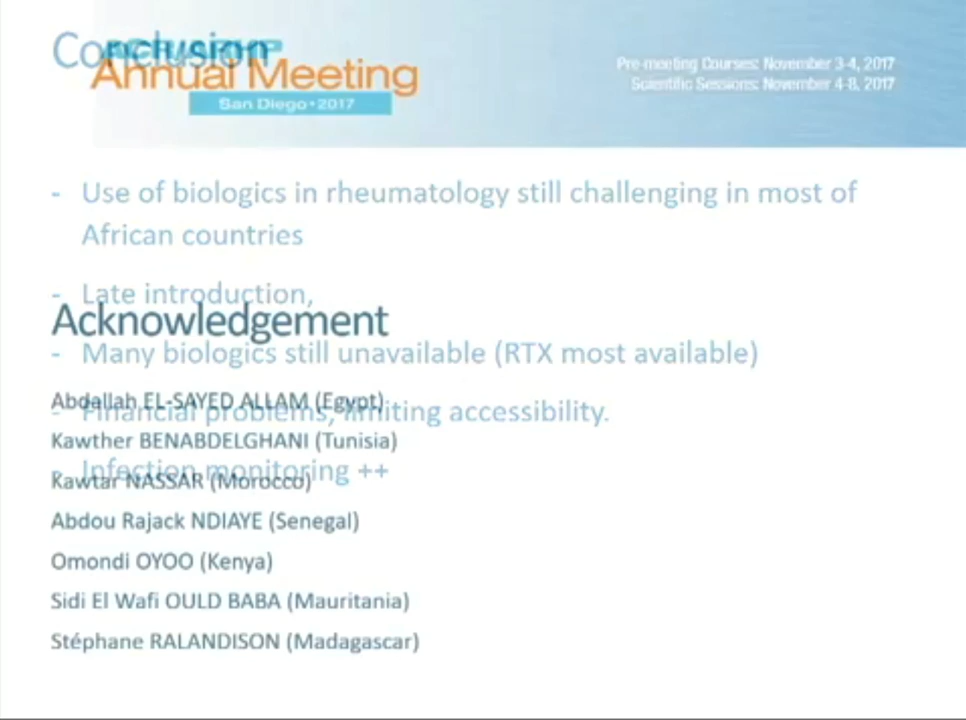 Conclusion
ACR/ARHP
Annual Meeting
San Diego • 2017
Pre-meeting Courses: November 3-4, 2017
Scientific Sessions: November 4-8, 2017
- Use of biologics in rheumatology still challenging in most of
African countries
- Late introduction,
- Many biologics still unavailable (RTX most available)
- Financial problems, limiting accessibility.
- Infection monitoring ++
Acknowledgement
Abdallah EL-SAYED ALLAM (Egypt)
Kawther BENABDELGHANI (Tunisia)
Kawtar NASSAR (Morocco)
Abdou Rajack NDIAYE (Senegal)
Omondi OYOO (Kenya)
Sidi El Wafi OULD BABA (Mauritania)
Stéphane RALANDISON (Madagascar)